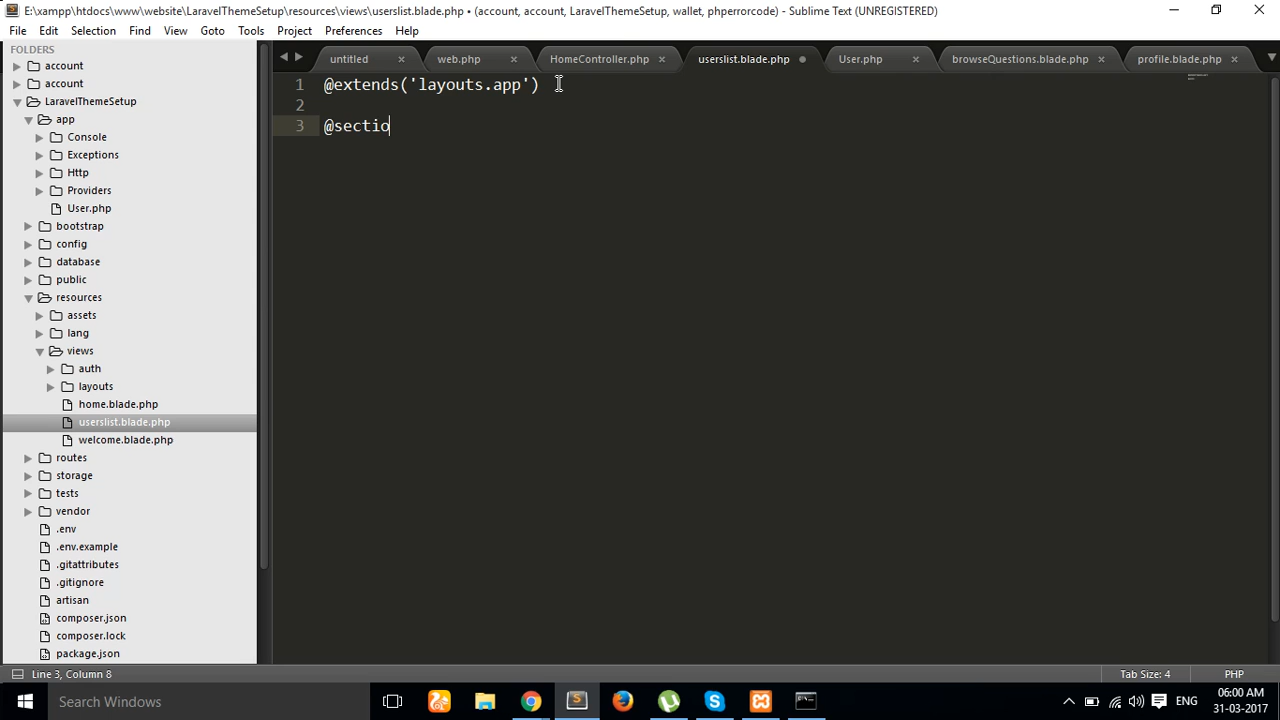 E:\xampp\htdocs\www\website\LaravelThemeSetup\resources\views\userslist.blade.php • (account, account, LaravelThemeSetup, wallet, phperrorcode) - Sublime Text (UNREGISTERED)
File Edit Selection Find View Goto Tools Project Preferences Help
FOLDERS
account
account
LaravelThemeSetup
app
Console
Exceptions
Http
Providers
User.php
bootstrap
config
database
public
resources
assets
lang
views
auth
layouts
home.blade.php
userslist.blade.php
welcome.blade.php
routes
storage
tests
vendor
.env
.env.example
.gitattributes
.gitignore
artisan
composer.json
composer.lock
package.json
untitled web.php HomeController.php userslist.blade.php User.php browseQuestions.blade.php profile.blade.php
1 @extends('layouts.app')
2
3 @sectio
Line 3, Column 8 Tab Size: 4 PHP
Search Windows ENG
06:00 AM
31-03-2017